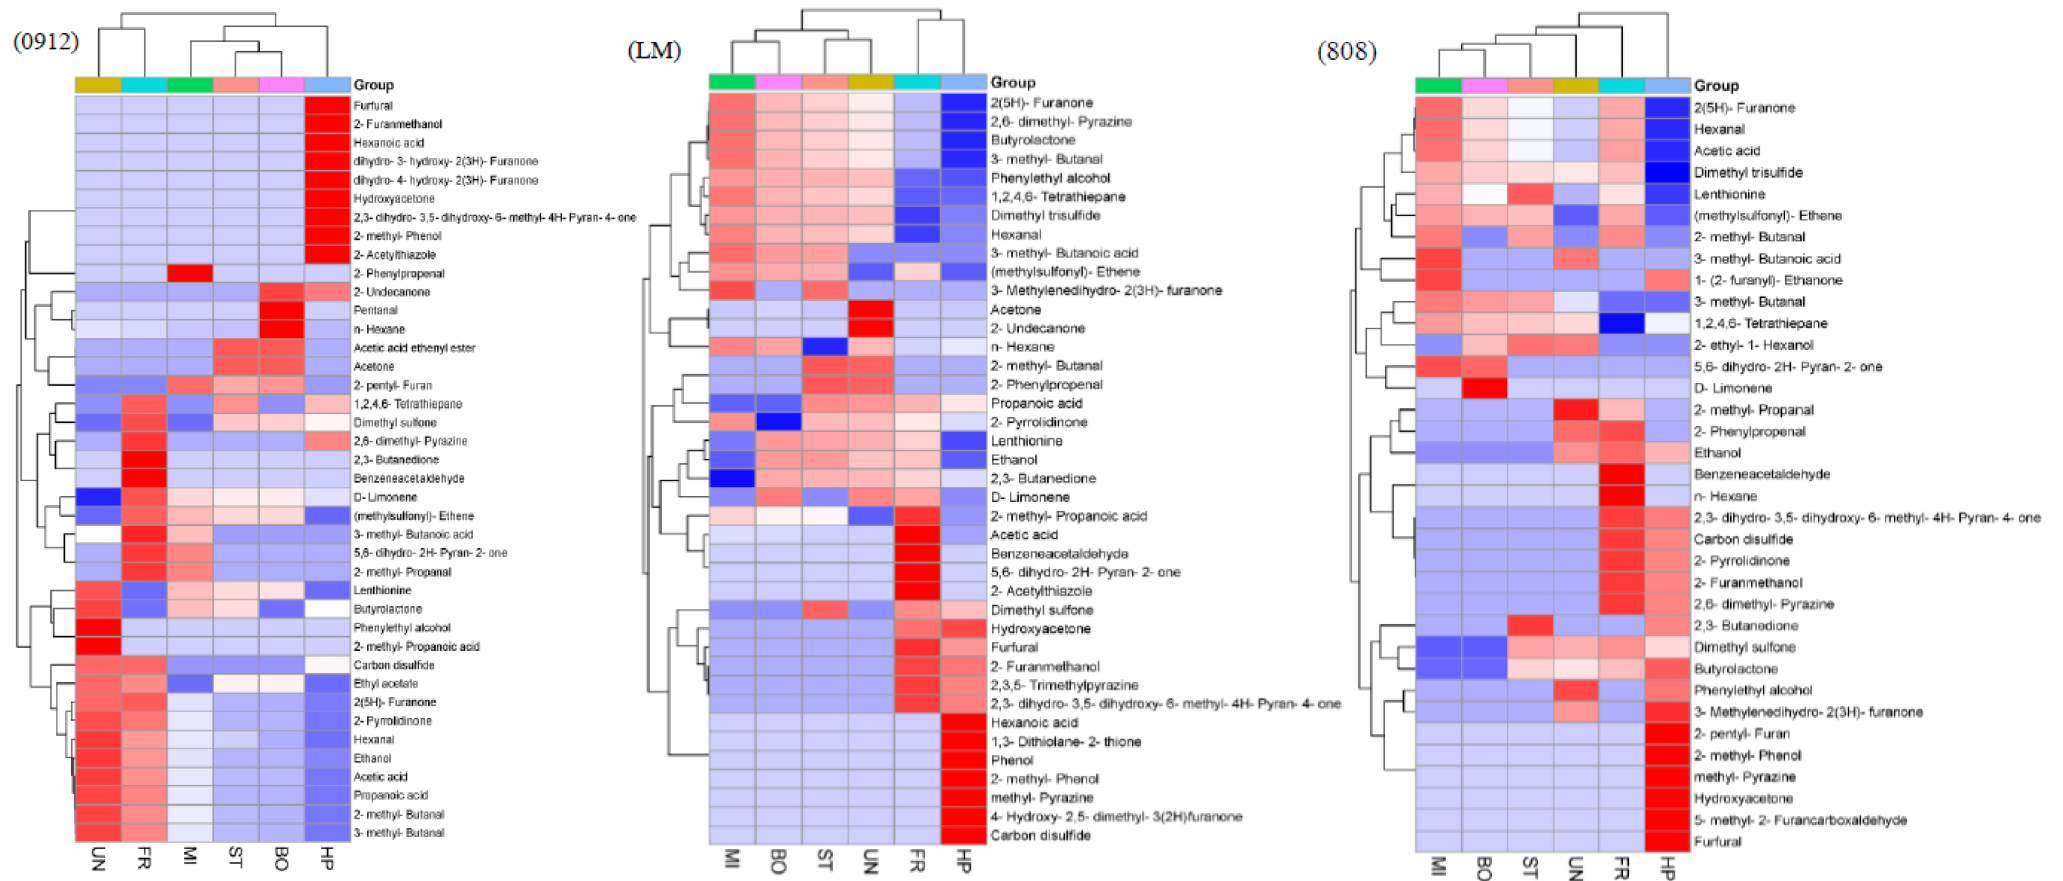 (0912)
Group
Furfural
2- Furanmethanol
Hexanoic acid
dihydro- 3- hydroxy- 2(3H)- Furanone
dihydro- 4- hydroxy- 2(3H)- Furanone
Hydroxyacetone
2,3- dihydro- 3,5- dihydroxy- 6- methyl- 4H- Pyran- 4- one
2- methyl- Phenol
2- Acetylthiazole
2- Phenylpropenal
2- Undecanone
Pentanal
n- Hexane
Acetic acid ethenyl ester
Acetone
2- pentyl- Furan
1,2,4,6- Tetrathiepane
Dimethyl sulfone
2,6- dimethyl- Pyrazine
2,3- Butanedione
Benzeneacetaldehyde
D- Limonene
(methylsulfonyl)- Ethene
3- methyl- Butanoic acid
5,6- dihydro- 2H- Pyran- 2- one
2- methyl- Propanal
Lenthionine
Butyrolactone
Phenylethyl alcohol
2- methyl- Propanoic acid
Carbon disulfide
Ethyl acetate
2(5H)- Furanone
2- Pyrrolidinone
Hexanal
Ethanol
Acetic acid
Propanoic acid
2- methyl- Butanal
3- methyl- Butanal
UN FR MI ST BO HP
(LM)
Group
2(5H)- Furanone
2,6- dimethyl- Pyrazine
Butyrolactone
3- methyl- Butanal
Phenylethyl alcohol
1,2,4,6- Tetrathiepane
Dimethyl trisulfide
Hexanal
3- methyl- Butanoic acid
(methylsulfonyl)- Ethene
3- Methylenedihydro- 2(3H)- furanone
Acetone
2- Undecanone
n- Hexane
2- methyl- Butanal
2- Phenylpropenal
Propanoic acid
2- Pyrrolidinone
Lenthionine
Ethanol
2,3- Butanedione
D- Limonene
2- methyl- Propanoic acid
Acetic acid
Benzeneacetaldehyde
5,6- dihydro- 2H- Pyran- 2- one
2- Acetylthiazole
Dimethyl sulfone
Hydroxyacetone
Furfural
2- Furanmethanol
2,3,5- Trimethylpyrazine
2,3- dihydro- 3,5- dihydroxy- 6- methyl- 4H- Pyran- 4- one
Hexanoic acid
1,3- Dithiolane- 2- thione
Phenol
2- methyl- Phenol
methyl- Pyrazine
4- Hydroxy- 2,5- dimethyl- 3(2H)furanone
Carbon disulfide
MI BO ST UN FR HP
(808)
Group
2(5H)- Furanone
Hexanal
Acetic acid
Dimethyl trisulfide
Lenthionine
(methylsulfonyl)- Ethene
2- methyl- Butanal
3- methyl- Butanoic acid
1- (2- furanyl)- Ethanone
3- methyl- Butanal
1,2,4,6- Tetrathiepane
2- ethyl- 1- Hexanol
5,6- dihydro- 2H- Pyran- 2- one
D- Limonene
2- methyl- Propanal
2- Phenylpropenal
Ethanol
Benzeneacetaldehyde
n- Hexane
2,3- dihydro- 3,5- dihydroxy- 6- methyl- 4H- Pyran- 4- one
Carbon disulfide
2- Pyrrolidinone
2- Furanmethanol
2,6- dimethyl- Pyrazine
2,3- Butanedione
Dimethyl sulfone
Butyrolactone
Phenylethyl alcohol
3- Methylenedihydro- 2(3H)- furanone
2- pentyl- Furan
2- methyl- Phenol
methyl- Pyrazine
Hydroxyacetone
5- methyl- 2- Furancarboxaldehyde
Furfural
MI BO ST UN FR HP